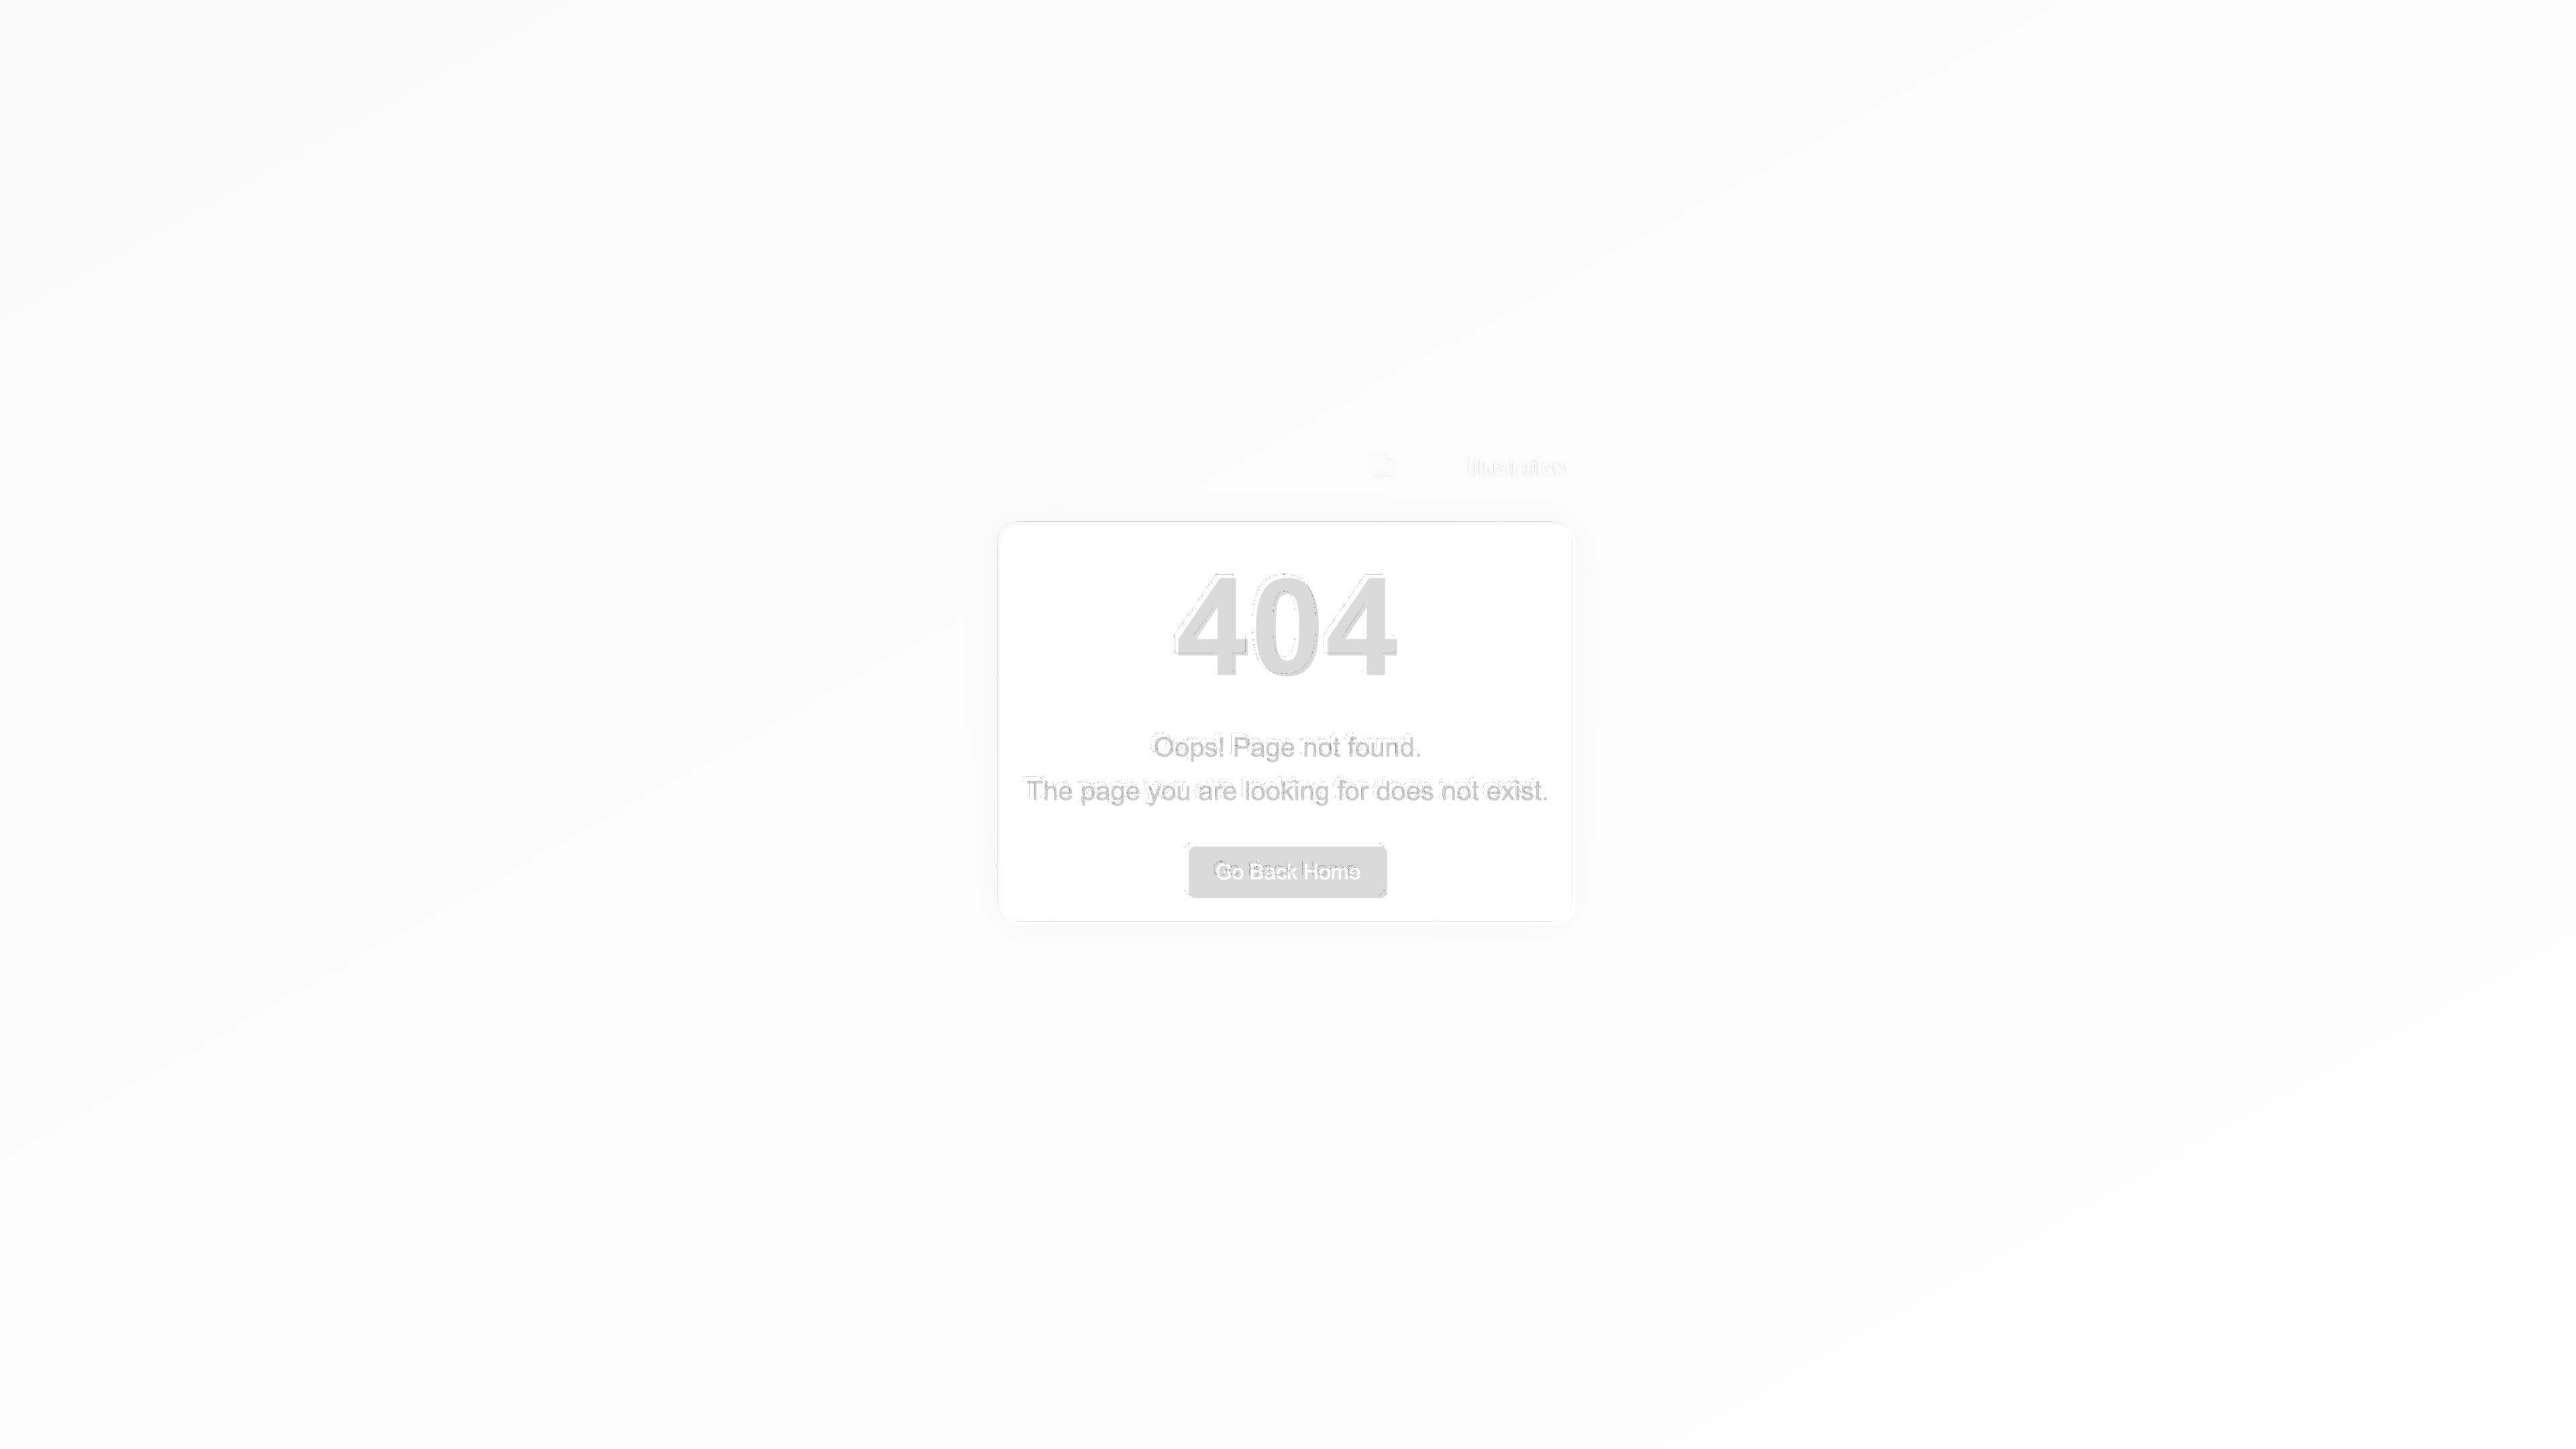 Illustration
404
Oops! Page not found.
The page you are looking for does not exist.
Go Back Home